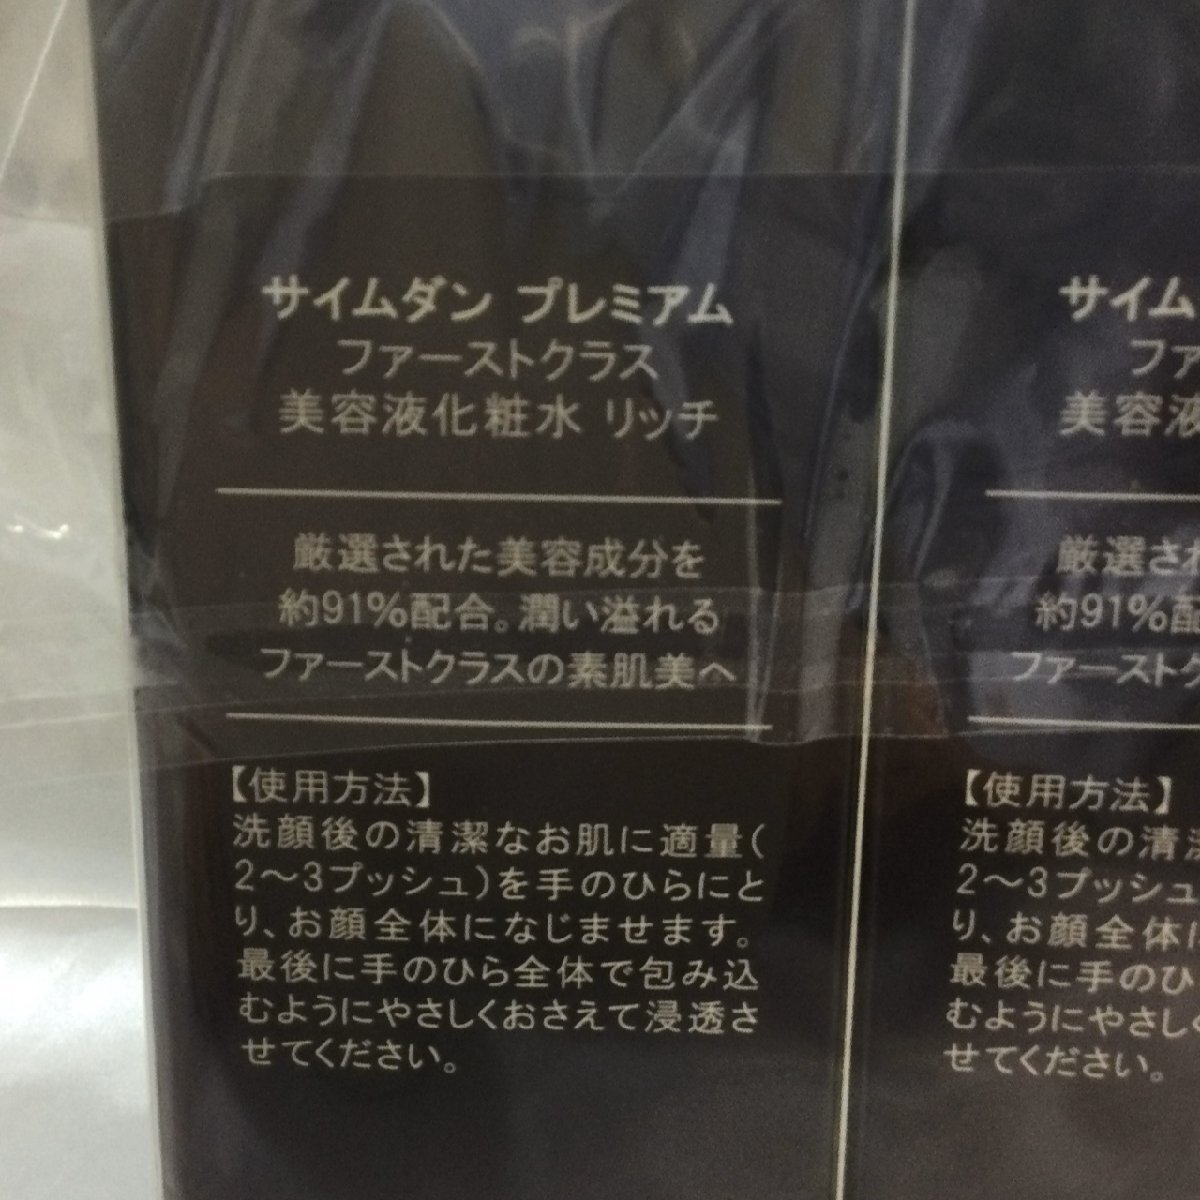 サイムダン プレミアム
ファーストクラス
美容液化粧水 リッチ
厳選された美容成分を
約91%配合。潤い溢れる
ファーストクラスの素肌美へ
【使用方法】
洗顔後の清潔なお肌に適量(
2〜3プッシュ)を手のひらにと
り、お顔全体になじませます。
最後に手のひら全体で包み込
むようにやさしくおさえて浸透さ
せてください。
サイム
ファ
美容液
厳選され
約91%配
ファーストク
【使用方法】
洗顔後の清潔
2〜3プッシュ
り、お顔全体に
最後に手のひ
むようにやさしく
せてください。